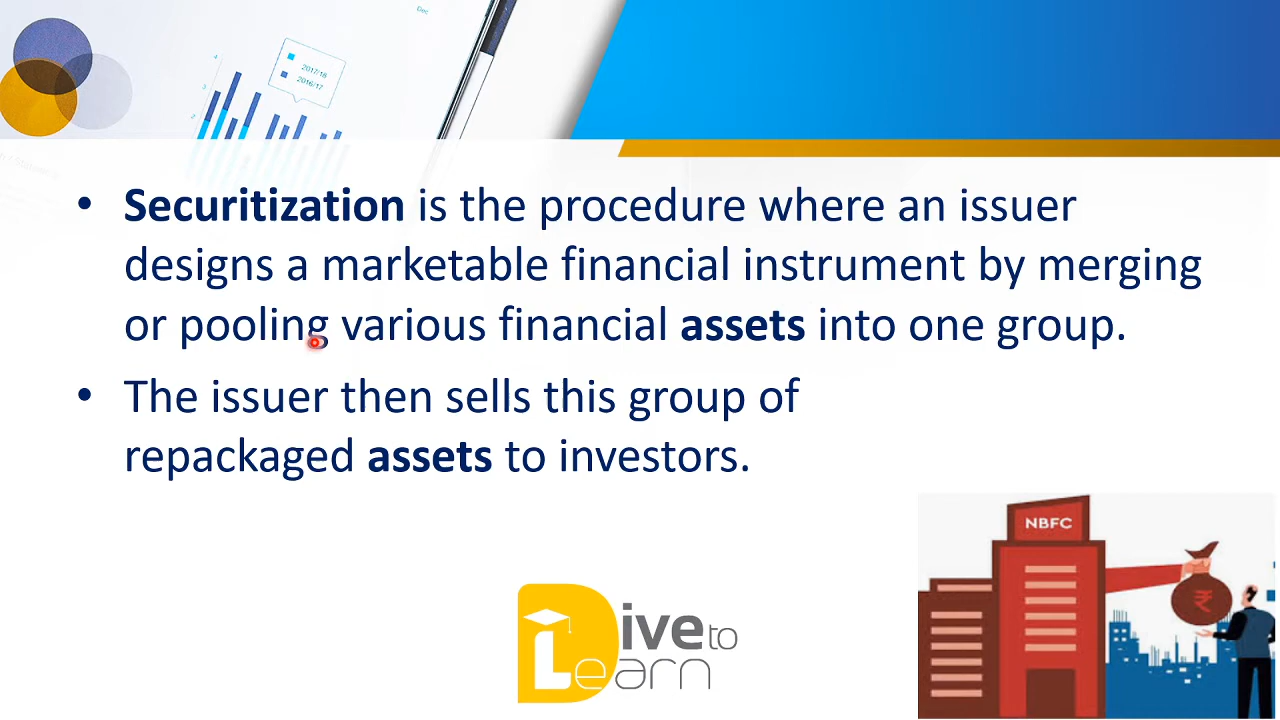 2017/18
2016/17
• Securitization is the procedure where an issuer
designs a marketable financial instrument by merging
or pooling various financial assets into one group.
• The issuer then sells this group of
repackaged assets to investors.
NBFC
₹
Dive to
Learn